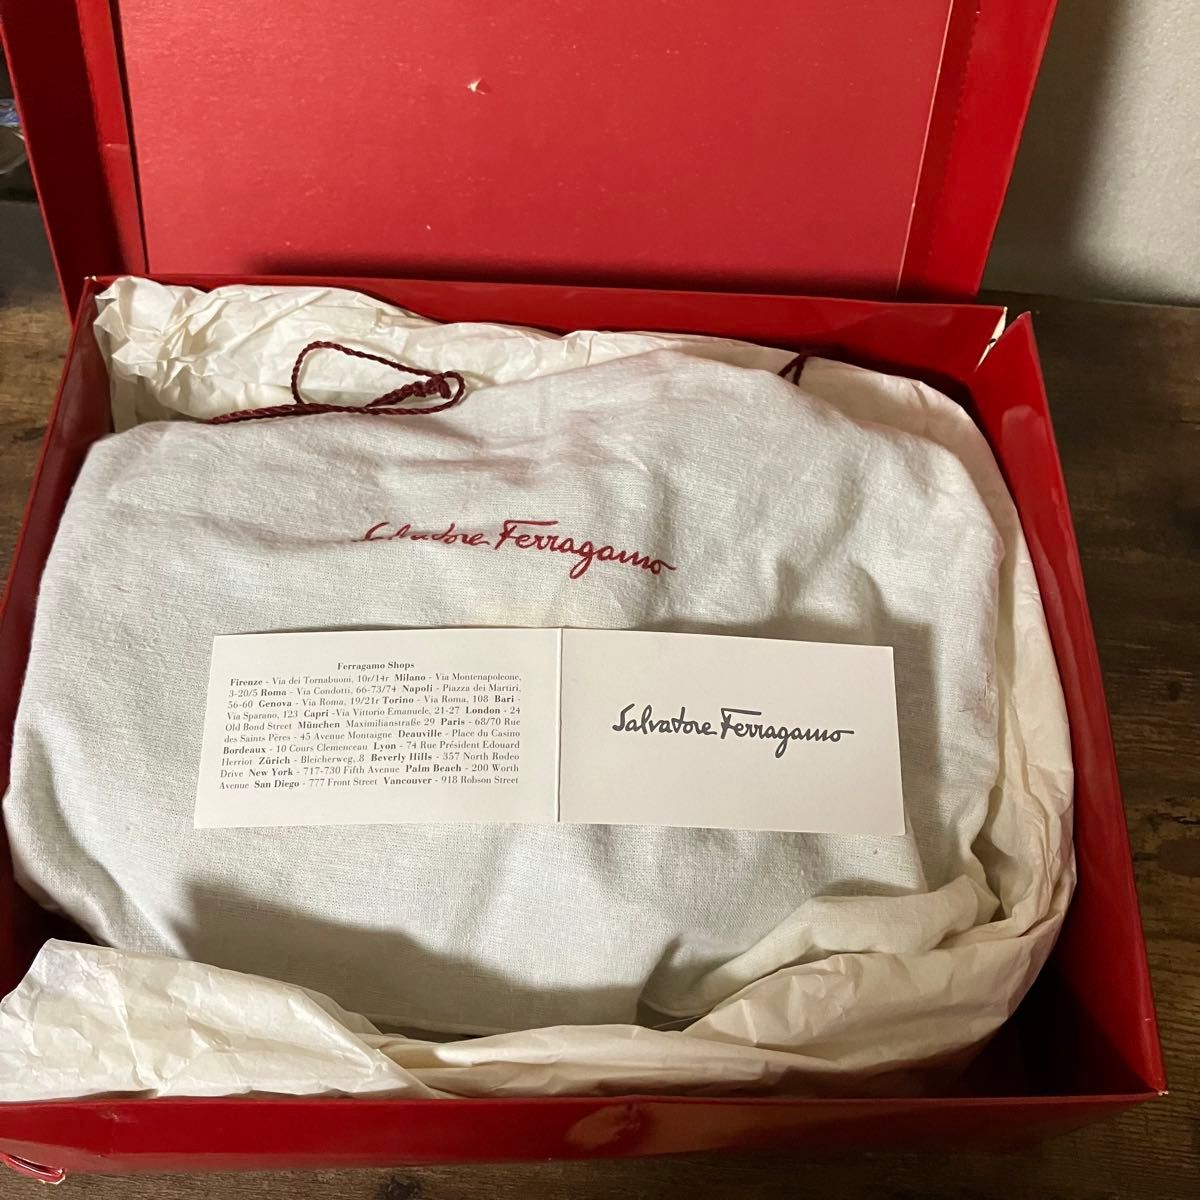 Salvatore Ferragamo
Ferragamo Shops
Firenze - Via dei Tornabuoni, 10r/14r Milano - Via Montenapoleone,
3-20/5 Roma - Via Condotti, 66-73/74 Napoli - Piazza dei Martiri,
56-60 Genova - Via Roma, 19/21r Torino - Via Roma, 108 Bari -
Via Sparano, 123 Capri -Via Vittorio Emanuele, 21-27 London - 24
Old Bond Street München Maximilianstraße 29 Paris - 68/70 Rue
des Saints Pères - 45 Avenue Montaigne Deauville - Place du Casino
Bordeaux - 10 Cours Clemenceau Lyon - 74 Rue Président Edouard
Herriot Zürich - Bleicherweg, 8 Beverly Hills - 357 North Rodeo
Drive New York - 717-730 Fifth Avenue Palm Beach - 200 Worth
Avenue San Diego - 777 Front Street Vancouver - 918 Robson Street
Salvatore Ferragamo